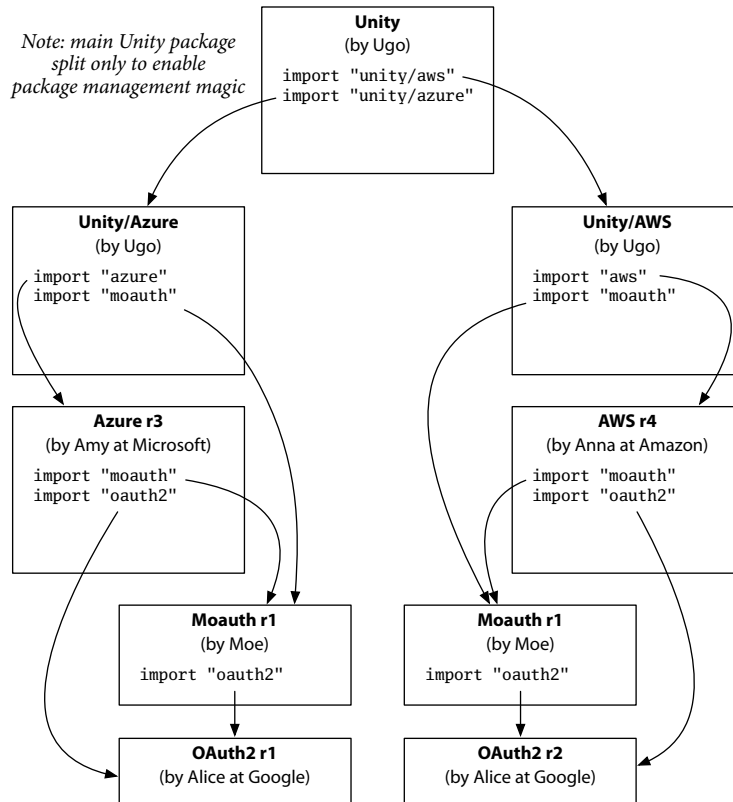 Note: main Unity package
split only to enable
package management magic
Unity
(by Ugo)
import "unity/aws"
import "unity/azure"
Unity/Azure
(by Ugo)
import "azure"
import "moauth"
Unity/AWS
(by Ugo)
import "aws"
import "moauth"
Azure r3
(by Amy at Microsoft)
import "moauth"
import "oauth2"
AWS r4
(by Anna at Amazon)
import "moauth"
import "oauth2"
Moauth r1
(by Moe)
import "oauth2"
Moauth r1
(by Moe)
import "oauth2"
OAuth2 r1
(by Alice at Google)
OAuth2 r2
(by Alice at Google)